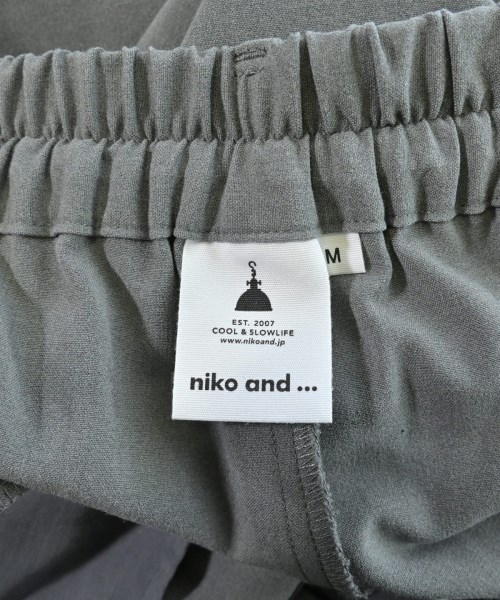 M
EST. 2007
COOL & SLOWLIFE
www.nikoand.jp
niko and ...